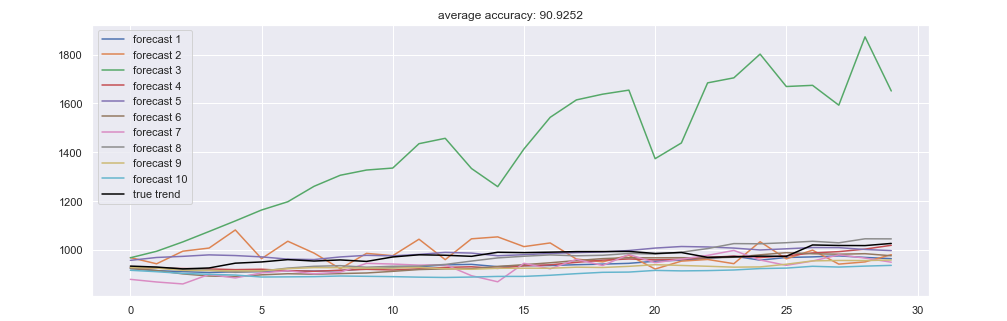 average accuracy: 90.9252
forecast 1
forecast 2
forecast 3
forecast 4
forecast 5
forecast 6
forecast 7
forecast 8
forecast 9
forecast 10
true trend
1800
1600
1400
1200
1000
0 5 10 15 20 25 30